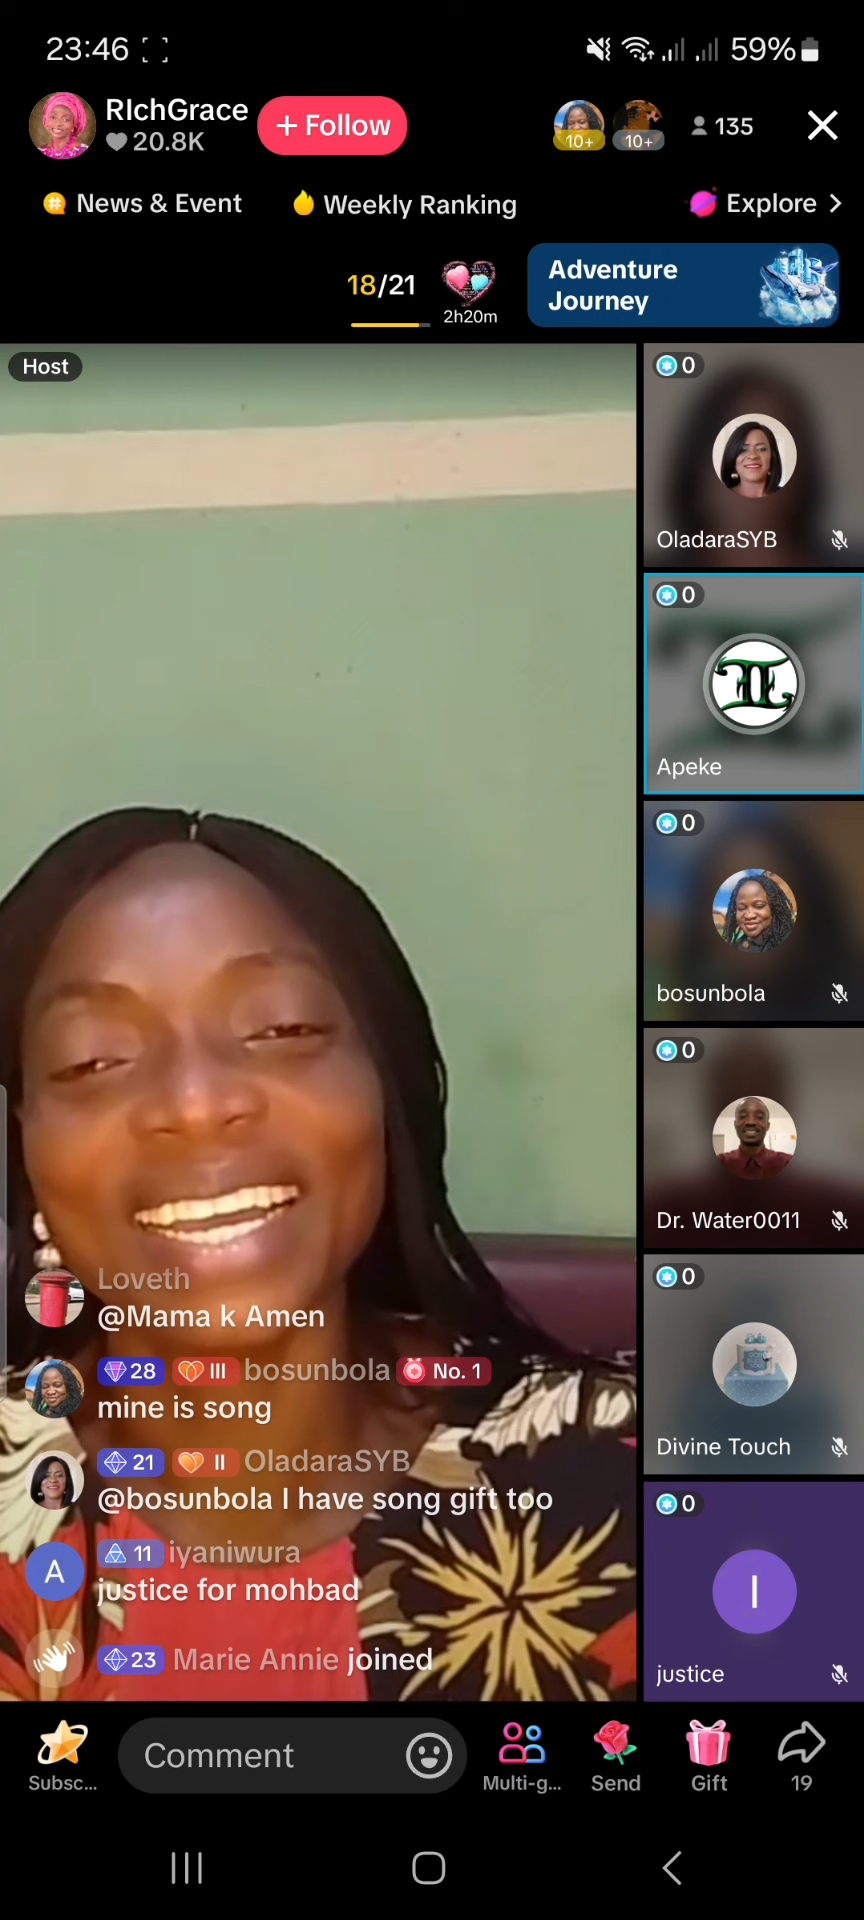 23:46
59%
RIchGrace
+ Follow
20.8K
10+
10+
135
News & Event
Weekly Ranking
Explore
18/21
2h20m
Adventure
Journey
Host
0
OladaraSYB
0
Apeke
0
bosunbola
0
Dr. Water0011
0
Divine Touch
0
I
justice
Loveth
@Mama k Amen
28 III bosunbola No. 1
mine is song
21 II OladaraSYB
@bosunbola I have song gift too
A
11 iyaniwura
justice for mohbad
23 Marie Annie joined
Subsc...
Comment
Multi-g...
Send
Gift
19